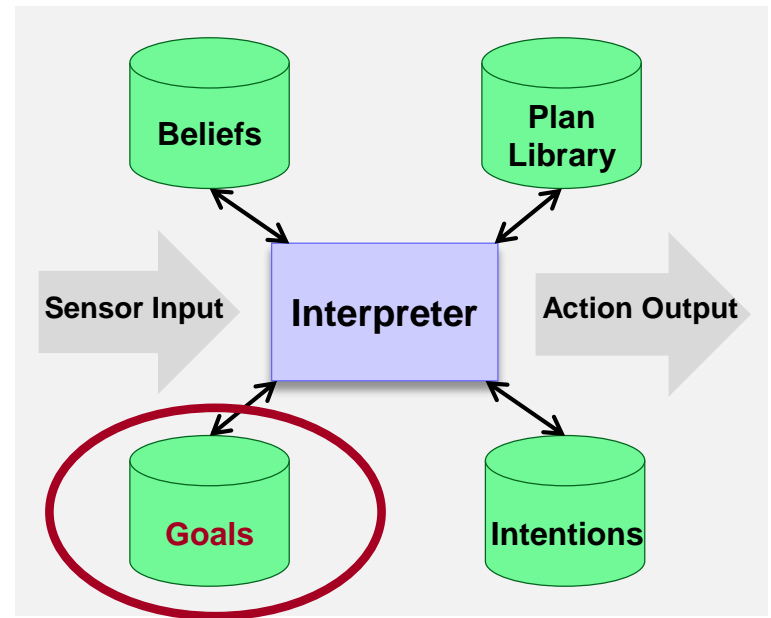 Beliefs
Plan
Library
Sensor Input
Interpreter
Action Output
Goals
Intentions